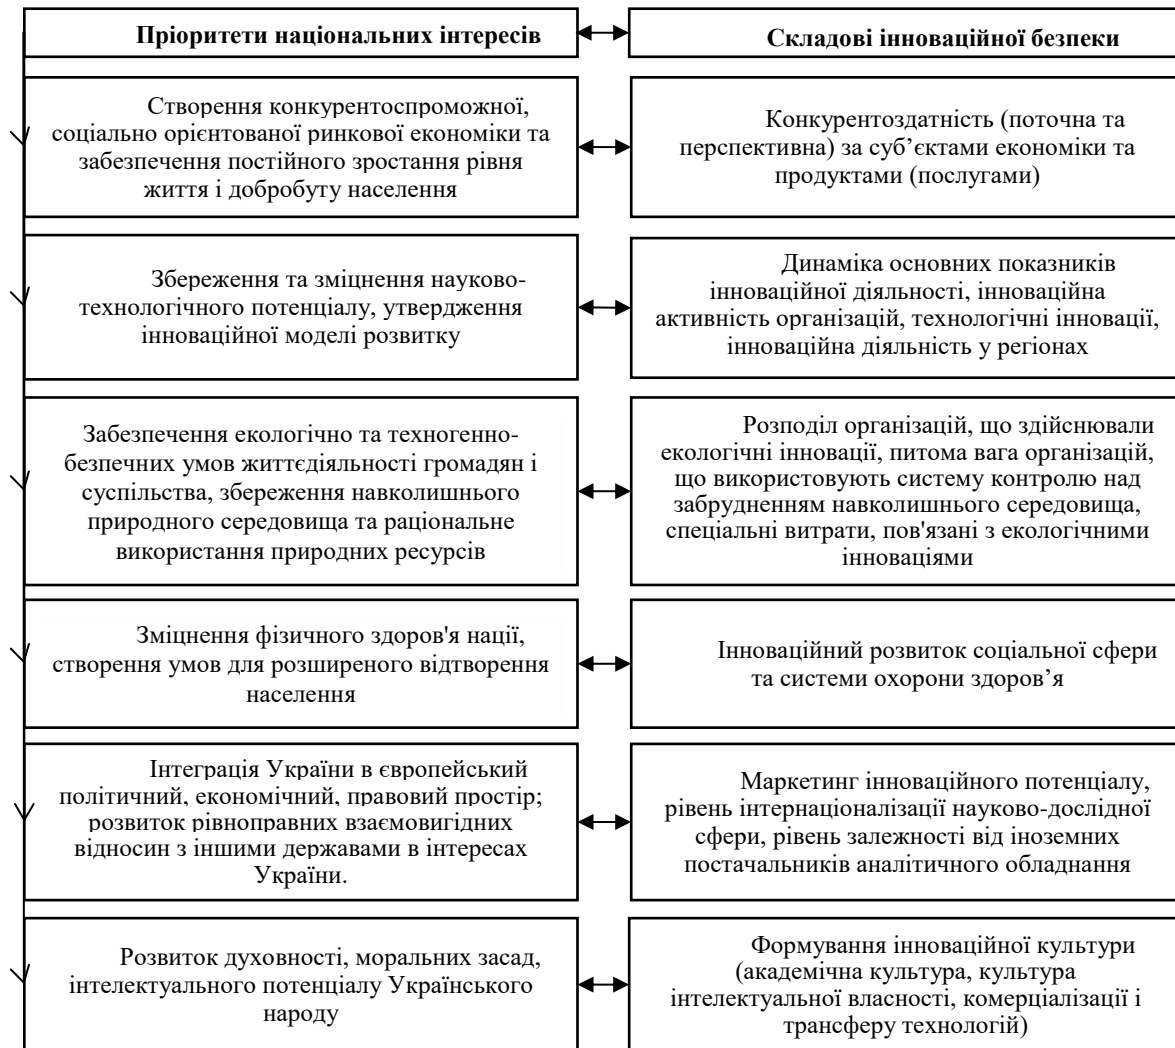 Пріоритети національних інтересів
Складові інноваційної безпеки
Створення конкурентоспроможної,
соціально орієнтованої ринкової економіки та
забезпечення постійного зростання рівня
життя і добробуту населення
Конкурентоздатність (поточна та
перспективна) за суб’єктами економіки та
продуктами (послугами)
Збереження та зміцнення науково-
технологічного потенціалу, утвердження
інноваційної моделі розвитку
Динаміка основних показників
інноваційної діяльності, інноваційна
активність організацій, технологічні інновації,
інноваційна діяльність у регіонах
Забезпечення екологічно та техногенно-
безпечних умов життєдіяльності громадян і
суспільства, збереження навколишнього
природного середовища та раціональне
використання природних ресурсів
Розподіл організацій, що здійснювали
екологічні інновації, питома вага організацій,
що використовують систему контролю над
забрудненням навколишнього середовища,
спеціальні витрати, пов'язані з екологічними
інноваціями
Зміцнення фізичного здоров'я нації,
створення умов для розширеного відтворення
населення
Інноваційний розвиток соціальної сфери
та системи охорони здоров’я
Інтеграція України в європейський
політичний, економічний, правовий простір;
розвиток рівноправних взаємовигідних
відносин з іншими державами в інтересах
України.
Маркетинг інноваційного потенціалу,
рівень інтернаціоналізації науково-дослідної
сфери, рівень залежності від іноземних
постачальників аналітичного обладнання
Розвиток духовності, моральних засад,
інтелектуального потенціалу Українського
народу
Формування інноваційної культури
(академічна культура, культура
інтелектуальної власності, комерціалізації і
трансферу технологій)